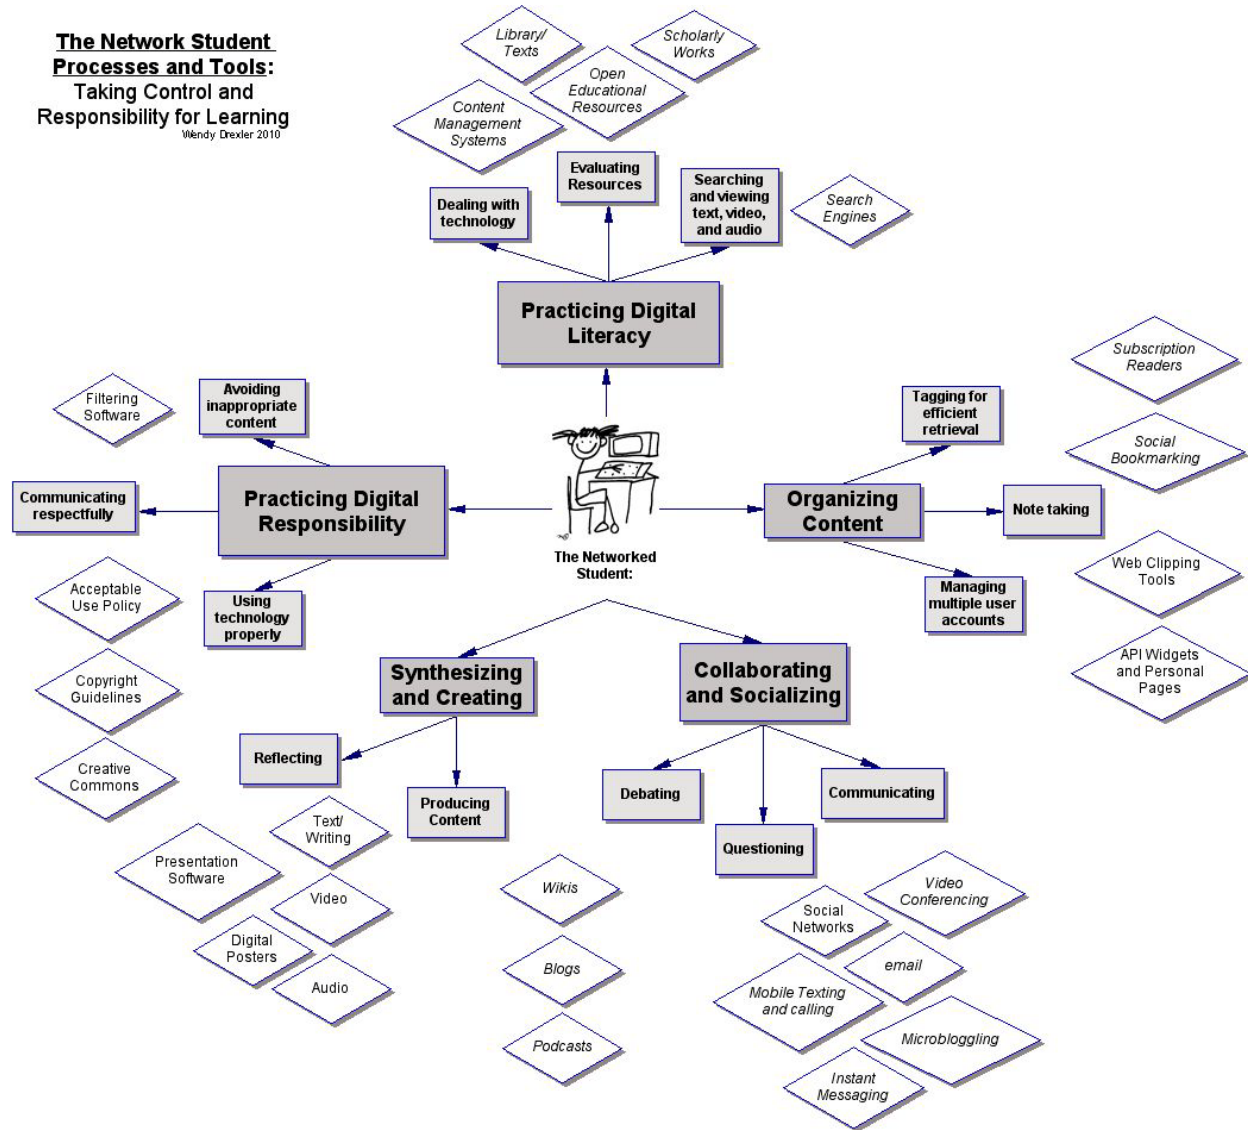 The Network Student
Processes and Tools:
Taking Control and
Responsibility for Learning
Wendy Drexler 2010
Library/
Texts
Scholarly
Works
Open
Educational
Resources
Content
Management
Systems
Evaluating
Resources
Searching
and viewing
text, video,
and audio
Dealing with
technology
Search
Engines
Practicing Digital
Literacy
Subscription
Readers
Filtering
Software
Avoiding
inappropriate
content
Tagging for
efficient
retrieval
Social
Bookmarking
Communicating
respectfully
Practicing Digital
Responsibility
Organizing
Content
Note taking
The Networked
Student:
Acceptable
Use Policy
Using
technology
properly
Managing
multiple user
accounts
Web Clipping
Tools
Copyright
Guidelines
Synthesizing
and Creating
Collaborating
and Socializing
API Widgets
and Personal
Pages
Creative
Commons
Reflecting
Producing
Content
Debating
Questioning
Communicating
Text/
Writing
Presentation
Software
Video
Digital
Posters
Audio
Wikis
Blogs
Podcasts
Social
Networks
Video
Conferencing
email
Mobile Texting
and calling
Microbloggling
Instant
Messaging